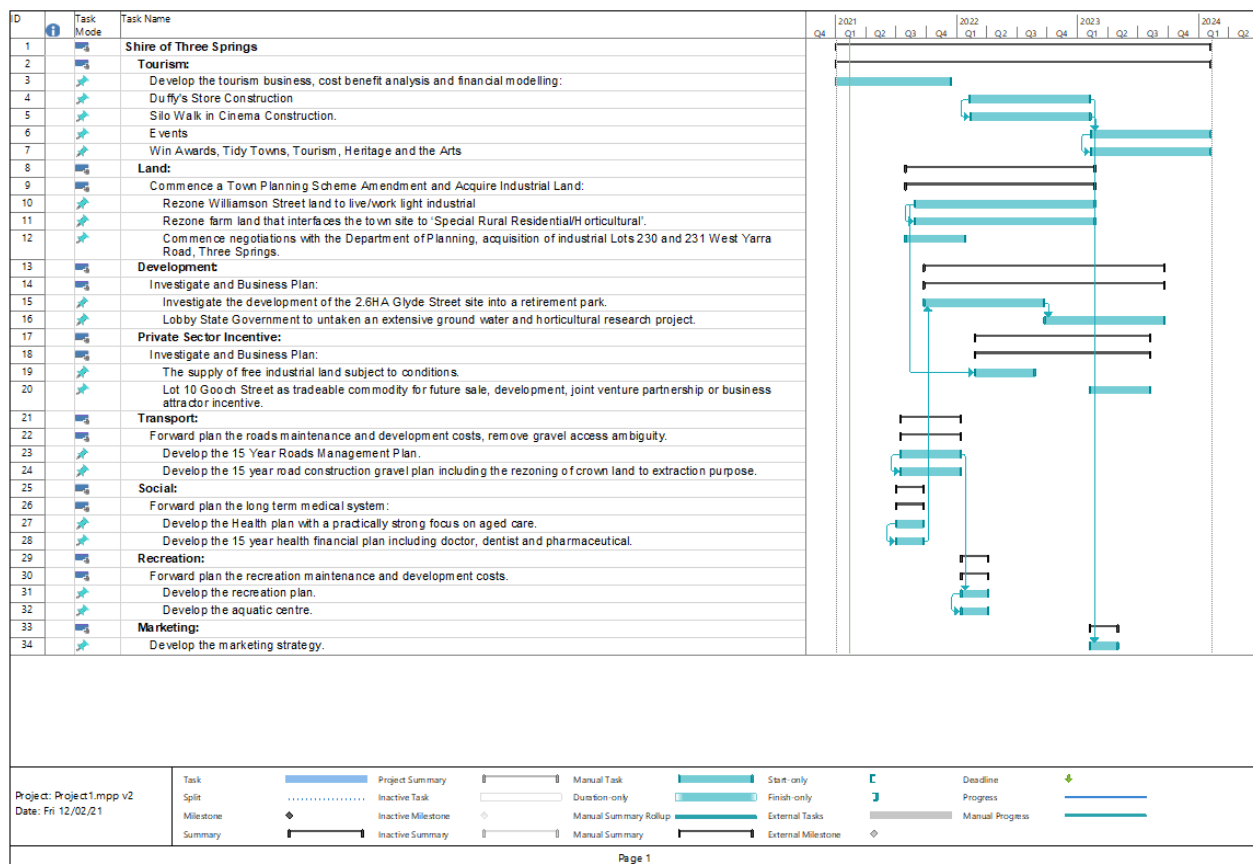 ID Task Mode Task Name 2021 2022 2023 2024
Q4 Q1 Q2 Q3 Q4 Q1 Q2 Q3 Q4 Q1 Q2 Q3 Q4 Q1 Q2
1 Shire of Three Springs
2 Tourism:
3 Develop the tourism business, cost benefit analysis and financial modelling:
4 Duffy's Store Construction
5 Silo Walk in Cinema Construction.
6 Events
7 Win Awards, Tidy Towns, Tourism, Heritage and the Arts
8 Land:
9 Commence a Town Planning Scheme Amendment and Acquire Industrial Land:
10 Rezone Williamson Street land to live/work light industrial
11 Rezone farm land that interfaces the town site to ‘Special Rural Residential/Horticultural’.
12 Commence negotiations with the Department of Planning, acquisition of industrial Lots 230 and 231 West Yarra
Road, Three Springs.
13 Development:
14 Investigate and Business Plan:
15 Investigate the development of the 2.6HA Glyde Street site into a retirement park.
16 Lobby State Government to untaken an extensive ground water and horticultural research project.
17 Private Sector Incentive:
18 Investigate and Business Plan:
19 The supply of free industrial land subject to conditions.
20 Lot 10 Gooch Street as tradeable commodity for future sale, development, joint venture partnership or business
attractor incentive.
21 Transport:
22 Forward plan the roads maintenance and development costs, remove gravel access ambiguity.
23 Develop the 15 Year Roads Management Plan.
24 Develop the 15 year road construction gravel plan including the rezoning of crown land to extraction purpose.
25 Social:
26 Forward plan the long term medical system:
27 Develop the Health plan with a practically strong focus on aged care.
28 Develop the 15 year health financial plan including doctor, dentist and pharmaceutical.
29 Recreation:
30 Forward plan the recreation maintenance and development costs.
31 Develop the recreation plan.
32 Develop the aquatic centre.
33 Marketing:
34 Develop the marketing strategy.
Project: Project1.mpp v2
Date: Fri 12/02/21
Task Project Summary Manual Task Start-only Deadline
Split Inactive Task Duration-only Finish-only Progress
Milestone Inactive Milestone Manual Summary Rollup External Tasks Manual Progress
Summary Inactive Summary Manual Summary External Milestone
Page 1